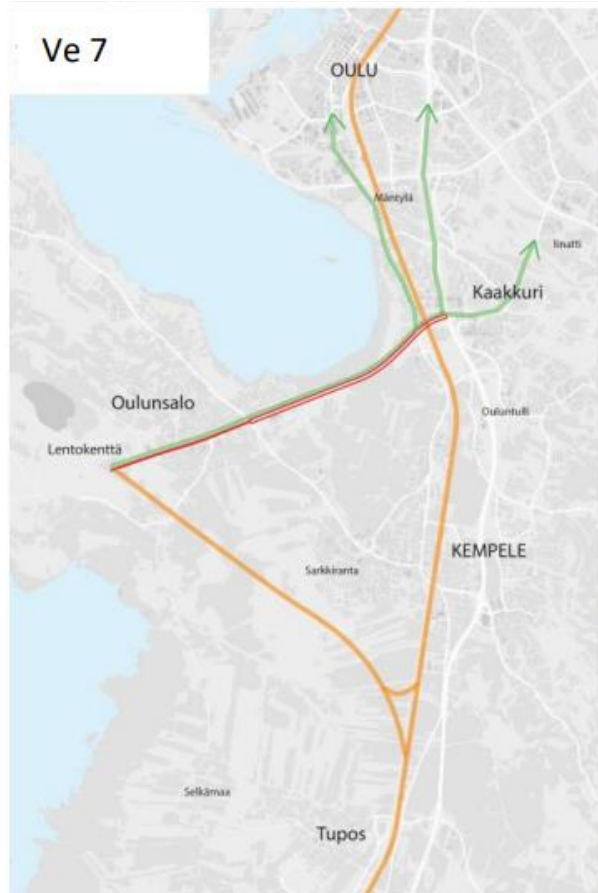 Ve 7
OULU
Mäntylä
Iinatti
Kaakkuri
Oulunsalo
Ouluntulli
Lentokenttä
KEMPELE
Sarkkiranta
Selkämaa
Tupos